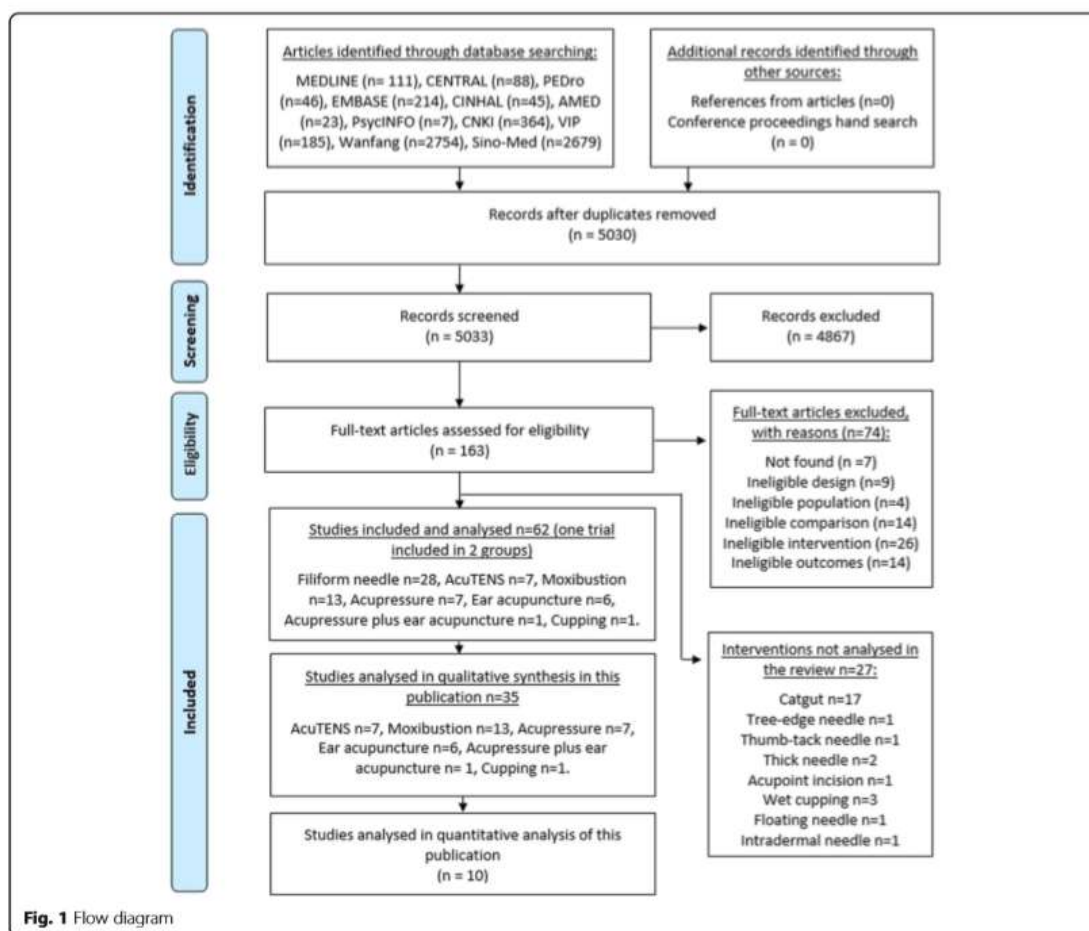 Identification
Articles identified through database searching:
MEDLINE (n= 111), CENTRAL (n=88), PEDro
(n=46), EMBASE (n=214), CINHAL (n=45), AMED
(n=23), PsycINFO (n=7), CNKI (n=364), VIP
(n=185), Wanfang (n=2754), Sino-Med (n=2679)
Additional records identified through
other sources:
References from articles (n=0)
Conference proceedings hand search
(n = 0)
Records after duplicates removed
(n = 5030)
Screening
Records screened
(n = 5033)
Records excluded
(n = 4867)
Eligibility
Full-text articles assessed for eligibility
(n = 163)
Full-text articles excluded,
with reasons (n=74):
Not found (n =7)
Ineligible design (n=9)
Ineligible population (n=4)
Ineligible comparison (n=14)
Ineligible intervention (n=26)
Ineligible outcomes (n=14)
Included
Studies included and analysed n=62 (one trial
included in 2 groups)
Filiform needle n=28, AcuTENS n=7, Moxibustion
n=13, Acupressure n=7, Ear acupuncture n=6,
Acupressure plus ear acupuncture n=1, Cupping n=1.
Interventions not analysed in
the review n=27:
Catgut n=17
Tree-edge needle n=1
Thumb-tack needle n=1
Thick needle n=2
Acupoint incision n=1
Wet cupping n=3
Floating needle n=1
Intradermal needle n=1
Studies analysed in qualitative synthesis in this
publication n=35
AcuTENS n=7, Moxibustion n=13, Acupressure n=7,
Ear acupuncture n=6, Acupressure plus ear
acupuncture n= 1, Cupping n=1.
Studies analysed in quantitative analysis of this
publication
(n = 10)
Fig. 1 Flow diagram